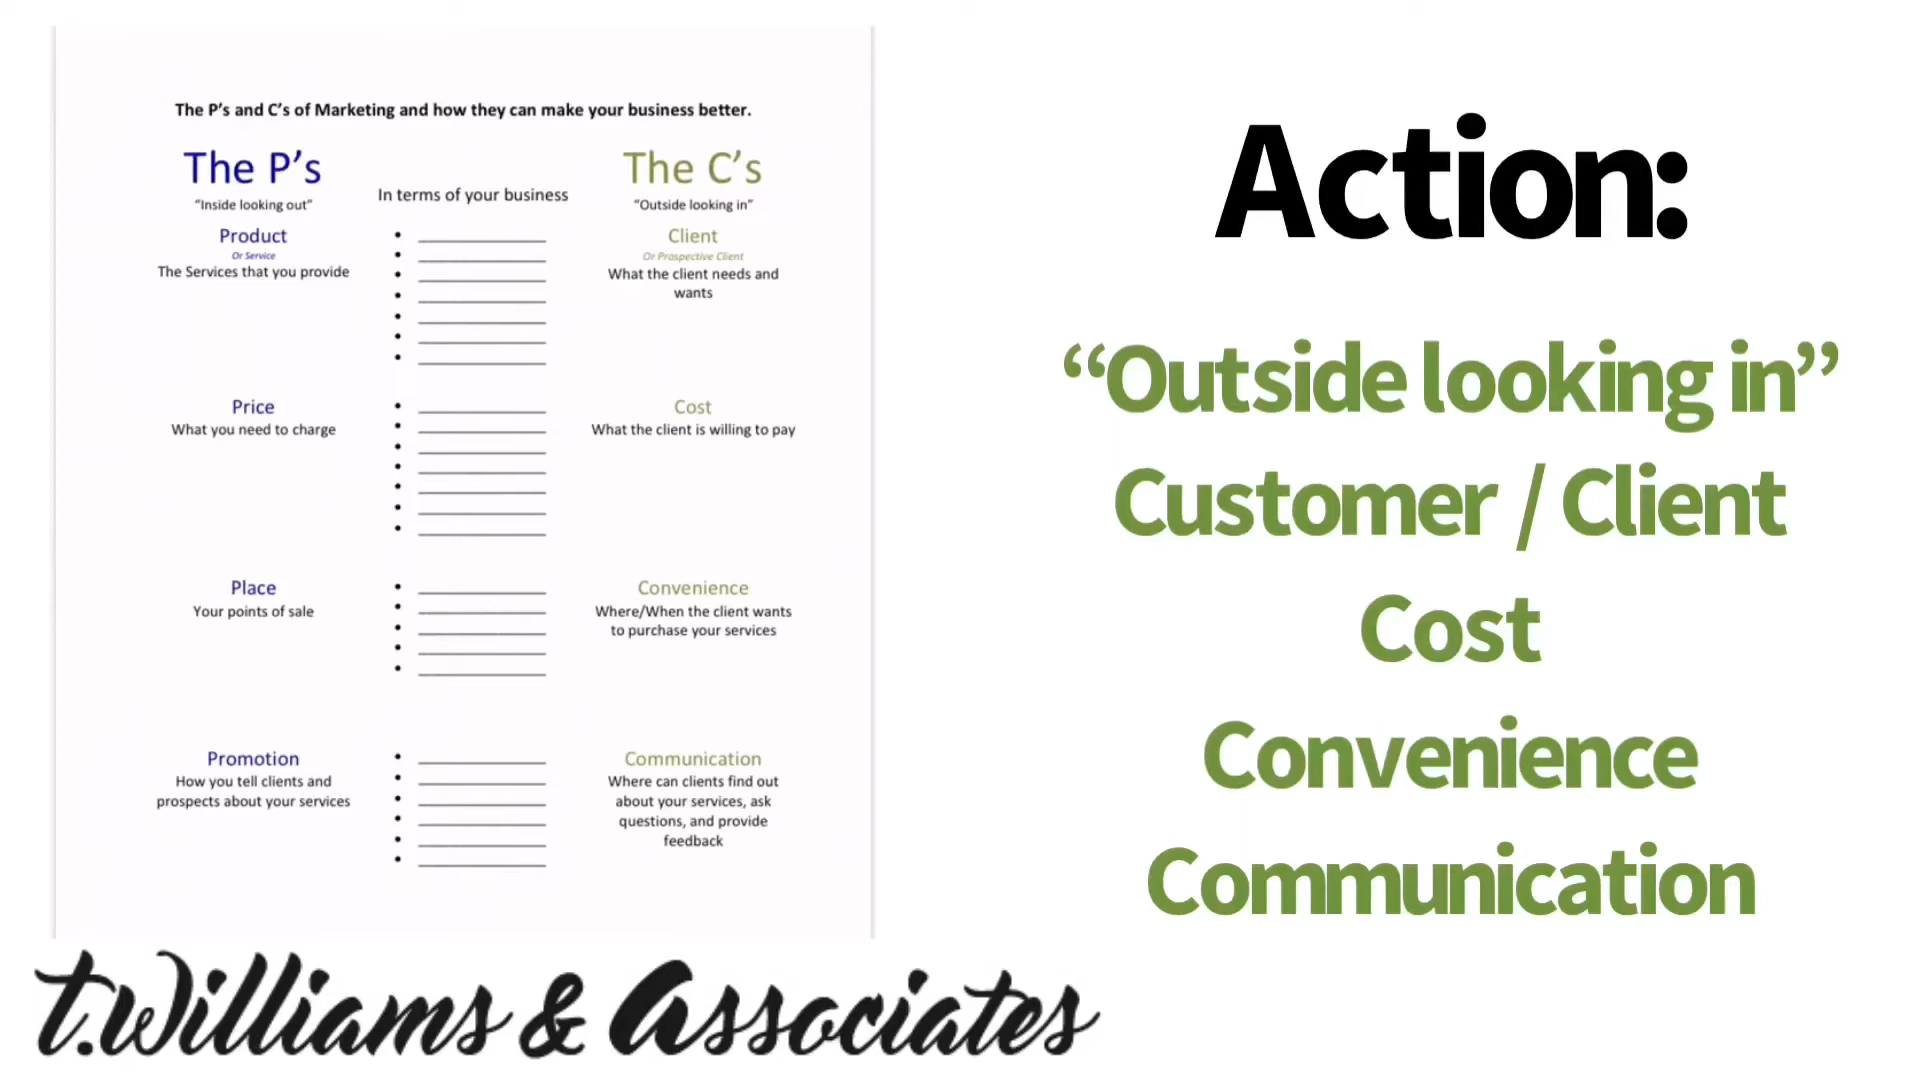 The P's and C's of Marketing and how they can make your business better.
The P's
"Inside looking out"
In terms of your business
The C's
"Outside looking in"
Product
Or Service
The Services that you provide
Client
Or Prospective Client
What the client needs and
wants
Price
What you need to charge
Cost
What the client is willing to pay
Place
Your points of sale
Convenience
Where/When the client wants
to purchase your services
Promotion
How you tell clients and
prospects about your services
Communication
Where can clients find out
about your services, ask
questions, and provide
feedback
Action:
“Outside looking in”
Customer / Client
Cost
Convenience
Communication
t.Williams & Associates